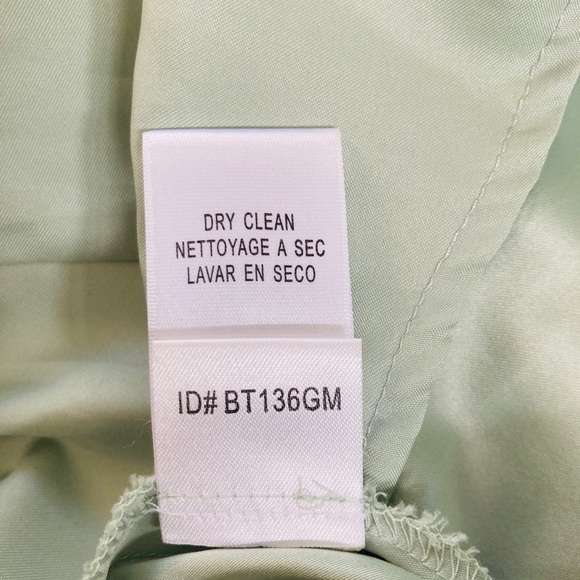 DRY CLEAN
NETTOYAGE A SEC
LAVAR EN SECO
ID# BT136GM